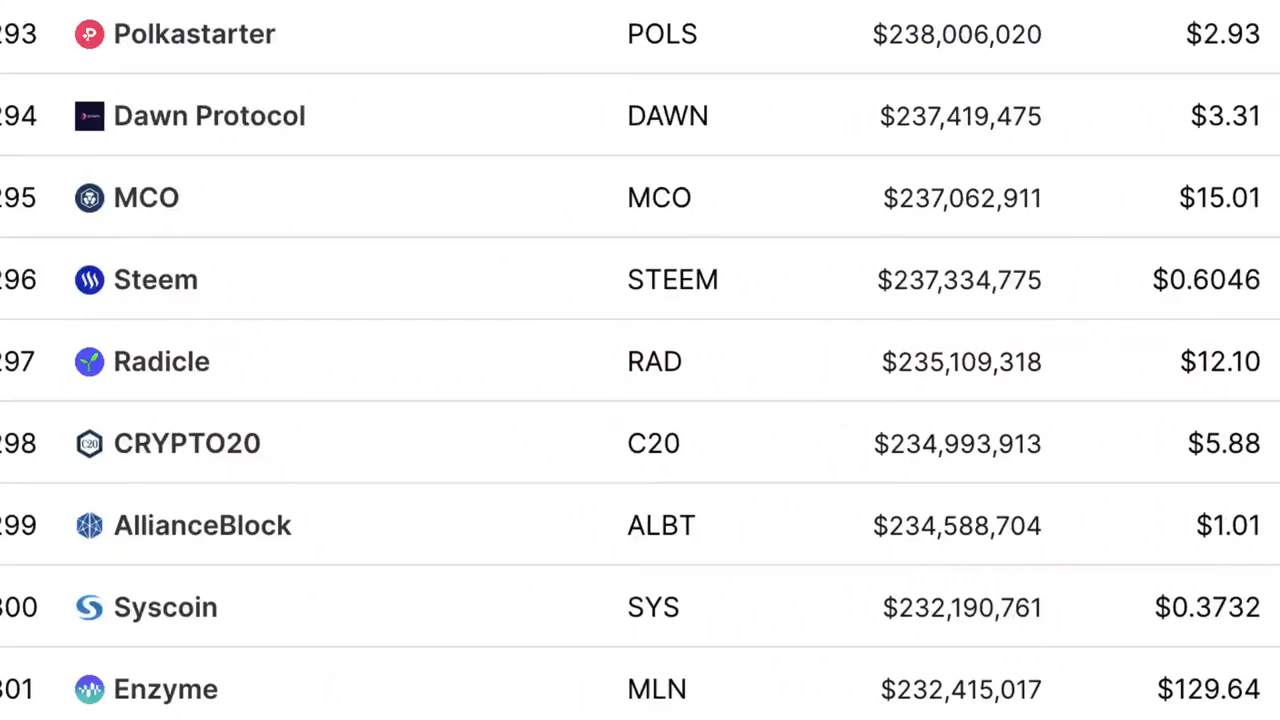 293 Polkastarter POLS $238,006,020 $2.93
294 Dawn Protocol DAWN $237,419,475 $3.31
295 MCO MCO $237,062,911 $15.01
296 Steem STEEM $237,334,775 $0.6046
297 Radicle RAD $235,109,318 $12.10
298 C20 CRYPTO20 C20 $234,993,913 $5.88
299 AllianceBlock ALBT $234,588,704 $1.01
300 Syscoin SYS $232,190,761 $0.3732
301 Enzyme MLN $232,415,017 $129.64